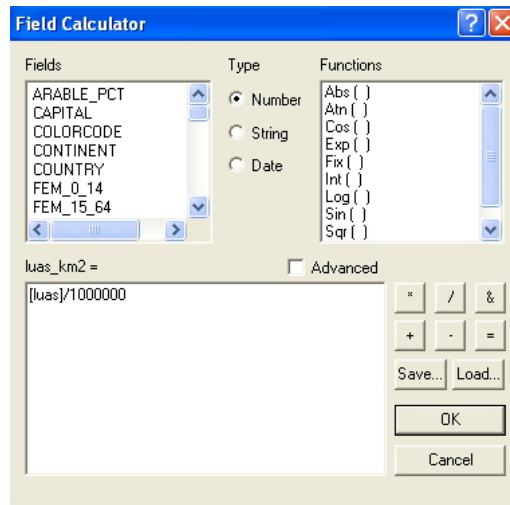 Field Calculator
Fields
Type
Functions
ARABLE_PCT
CAPITAL
COLORCODE
CONTINENT
COUNTRY
FEM_0_14
FEM_15_64
Number
String
Date
Abs ( )
Atn ( )
Cos ( )
Exp ( )
Fix ( )
Int ( )
Log ( )
Sin ( )
Sqr ( )
luas_km2 =
Advanced
[luas]/1000000
* / &
+ - =
Save... Load...
OK
Cancel